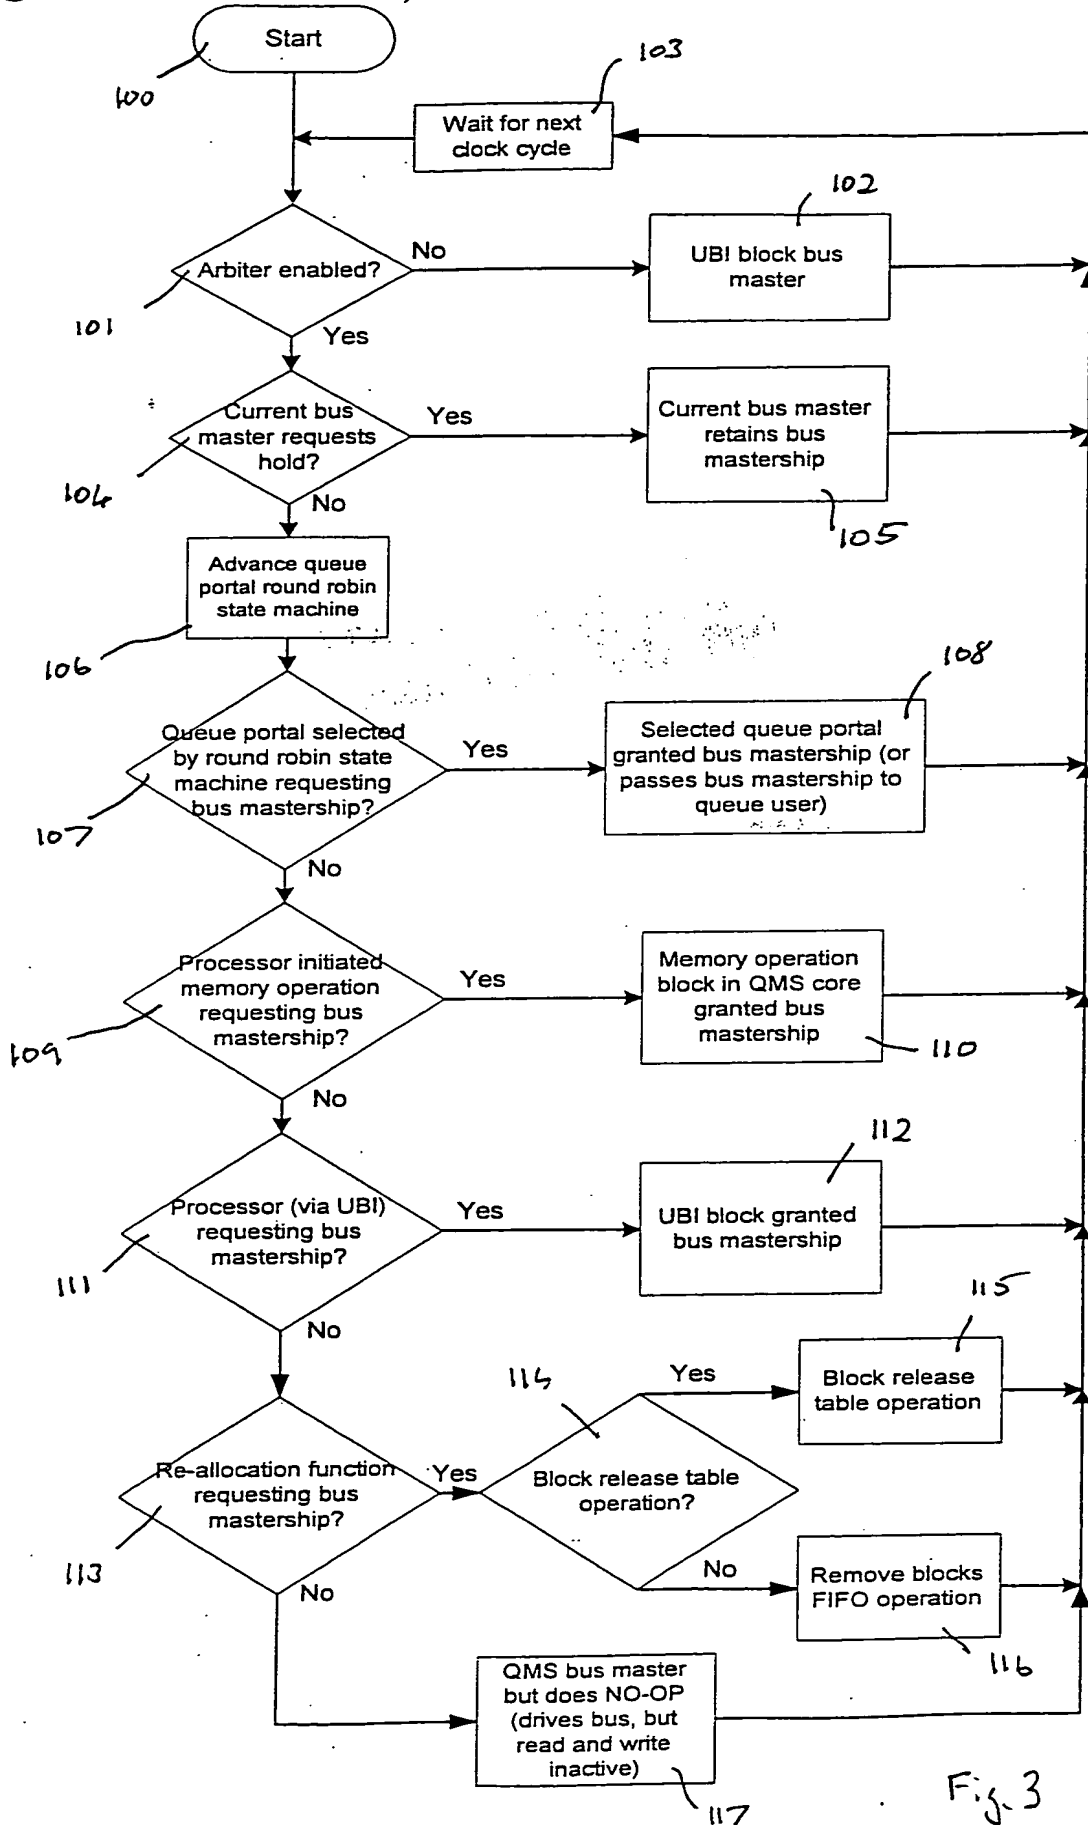 Start
100
103
Wait for next
clock cycle
102
Arbiter enabled?
No
UBI block bus
master
101
Yes
Current bus
master requests
hold?
Yes
Current bus master
retains bus
mastership
104
No
105
Advance queue
portal round robin
state machine
106
108
Queue portal selected
by round robin state
machine requesting
bus mastership?
Yes
Selected queue portal
granted bus mastership (or
passes bus mastership to
queue user)
107
No
Processor initiated
memory operation
requesting bus
mastership?
Yes
Memory operation
block in QMS core
granted bus
mastership
109
110
No
112
Processor (via UBI)
requesting bus
mastership?
Yes
UBI block granted
bus mastership
111
No
115
114
Yes
Block release
table operation
Re-allocation function
requesting bus
mastership?
Yes
Block release table
operation?
113
No
No
Remove blocks
FIFO operation
116
QMS bus master
but does NO-OP
(drives bus, but
read and write
inactive)
117
Fig. 3